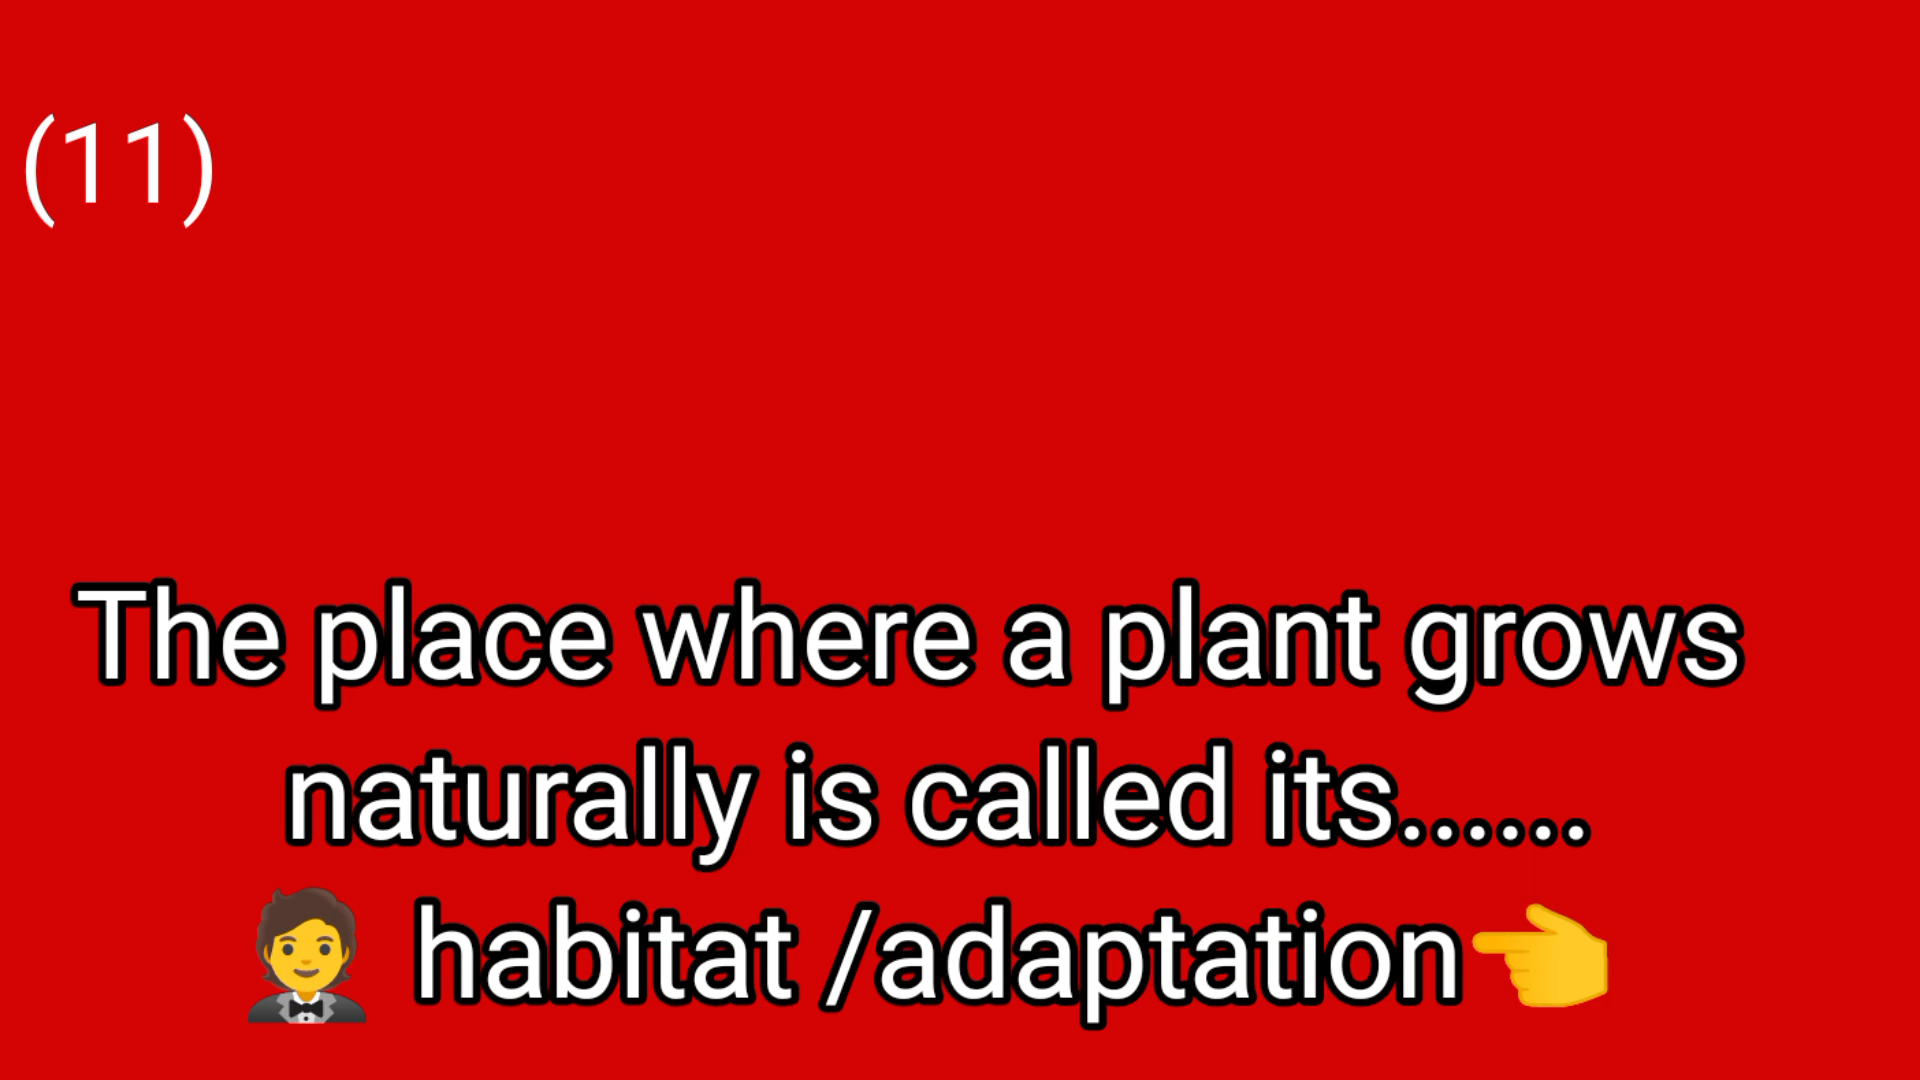 (11)
The place where a plant grows
naturally is called its......
🤵 habitat /adaptation👈